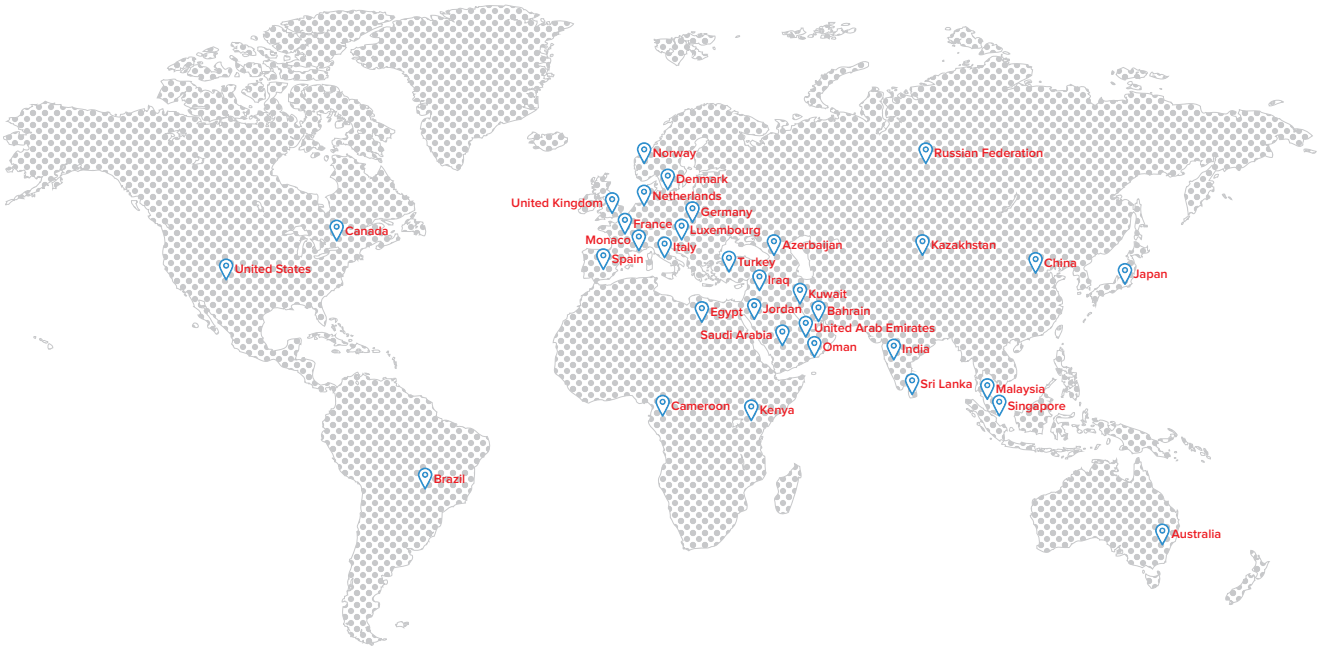 Norway
Russian Federation
Denmark
Netherlands
United Kingdom
Germany
France
Luxembourg
Canada
Monaco
Italy
Azerbaijan
Kazakhstan
Spain
Turkey
China
United States
Japan
Iraq
Kuwait
Egypt
Jordan
Bahrain
United Arab Emirates
Saudi Arabia
Oman
India
Sri Lanka
Malaysia
Cameroon
Kenya
Singapore
Brazil
Australia